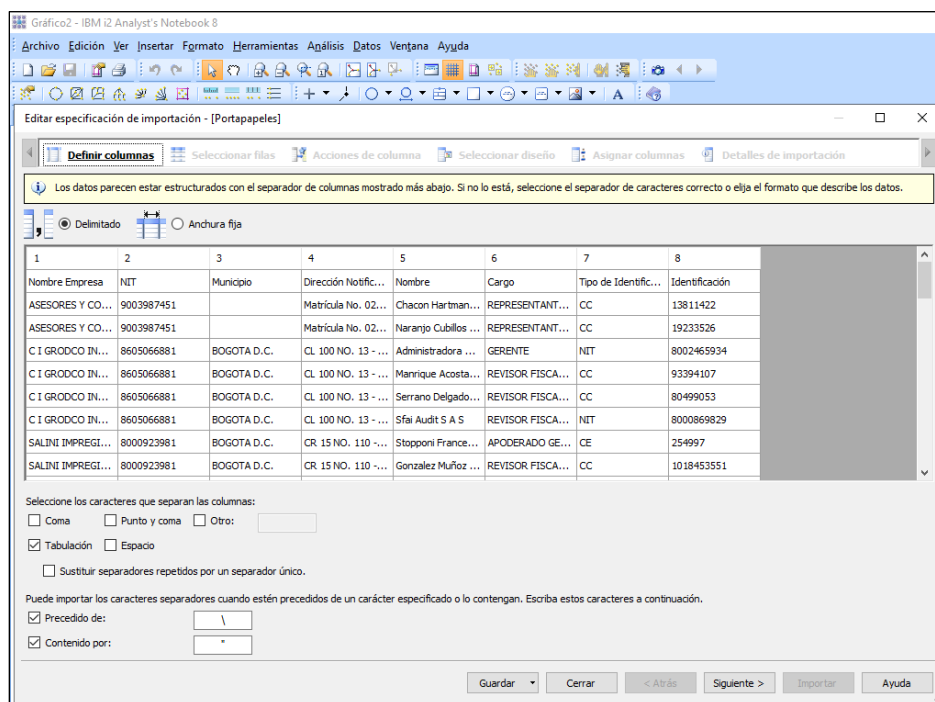 Gráfico2 - IBM i2 Analyst's Notebook 8
Archivo Edición Ver Insertar Formato Herramientas Análisis Datos Ventana Ayuda
Editar especificación de importación - [Portapapeles]
Definir columnas Seleccionar filas Acciones de columna Seleccionar diseño Asignar columnas Detalles de importación
Los datos parecen estar estructurados con el separador de columnas mostrado más abajo. Si no lo está, seleccione el separador de caracteres correcto o elija el formato que describe los datos.
Delimitado Anchura fija
1 2 3 4 5 6 7 8
Nombre Empresa NIT Municipio Dirección Notific... Nombre Cargo Tipo de Identific... Identificación
ASESORES Y CO... 9003987451 Matrícula No. 02... Chacon Hartman... REPRESENTANT... CC 13811422
ASESORES Y CO... 9003987451 Matrícula No. 02... Naranjo Cubillos ... REPRESENTANT... CC 19233526
C I GRODCO IN... 8605066881 BOGOTA D.C. CL 100 NO. 13 - ... Administradora ... GERENTE NIT 8002465934
C I GRODCO IN... 8605066881 BOGOTA D.C. CL 100 NO. 13 - ... Manrique Acosta... REVISOR FISCA... CC 93394107
C I GRODCO IN... 8605066881 BOGOTA D.C. CL 100 NO. 13 - ... Serrano Delgado... REVISOR FISCA... CC 80499053
C I GRODCO IN... 8605066881 BOGOTA D.C. CL 100 NO. 13 - ... Sfai Audit S A S REVISOR FISCA... NIT 8000869829
SALINI IMPREGI... 8000923981 BOGOTA D.C. CR 15 NO. 110 -... Stopponi France... APODERADO GE... CE 254997
SALINI IMPREGI... 8000923981 BOGOTA D.C. CR 15 NO. 110 -... Gonzalez Muñoz ... REVISOR FISCA... CC 1018453551
Seleccione los caracteres que separan las columnas:
Coma Punto y coma Otro:
Tabulación Espacio
Sustituir separadores repetidos por un separador único.
Puede importar los caracteres separadores cuando estén precedidos de un carácter especificado o lo contengan. Escriba estos caracteres a continuación.
Precedido de: \
Contenido por: "
Guardar Cerrar < Atrás Siguiente > Importar Ayuda